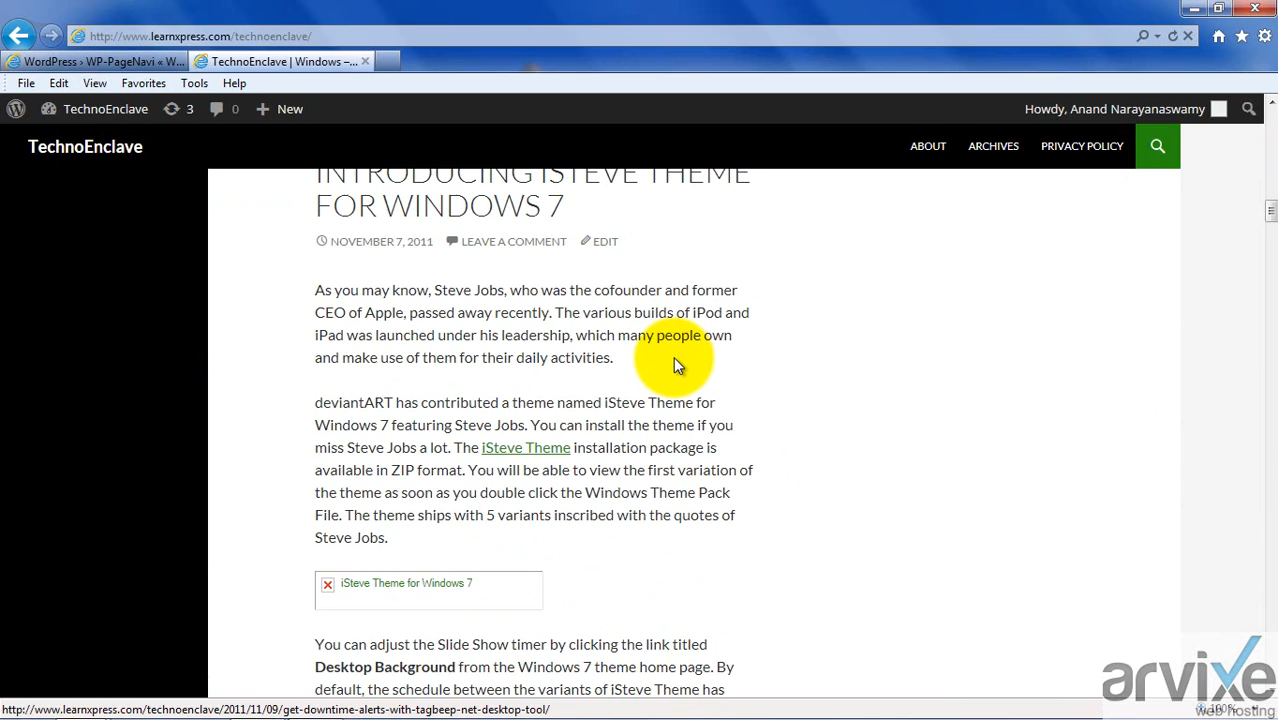 http://www.learnxpress.com/technoenclave/
WordPress › WP-PageNavi « W...
TechnoEnclave | Windows –...
File Edit View Favorites Tools Help
TechnoEnclave 3 0 New
Howdy, Anand Narayanaswamy
TechnoEnclave
ABOUT ARCHIVES PRIVACY POLICY
INTRODUCING ISTEVE THEME
FOR WINDOWS 7
NOVEMBER 7, 2011 LEAVE A COMMENT EDIT
As you may know, Steve Jobs, who was the cofounder and former
CEO of Apple, passed away recently. The various builds of iPod and
iPad was launched under his leadership, which many people own
and make use of them for their daily activities.
deviantART has contributed a theme named iSteve Theme for
Windows 7 featuring Steve Jobs. You can install the theme if you
miss Steve Jobs a lot. The iSteve Theme installation package is
available in ZIP format. You will be able to view the first variation of
the theme as soon as you double click the Windows Theme Pack
File. The theme ships with 5 variants inscribed with the quotes of
Steve Jobs.
iSteve Theme for Windows 7
You can adjust the Slide Show timer by clicking the link titled
Desktop Background from the Windows 7 theme home page. By
default, the schedule between the variants of iSteve Theme has
http://www.learnxpress.com/technoenclave/2011/11/09/get-downtime-alerts-with-tagbeep-net-desktop-tool/
100%
arvixe
web hosting